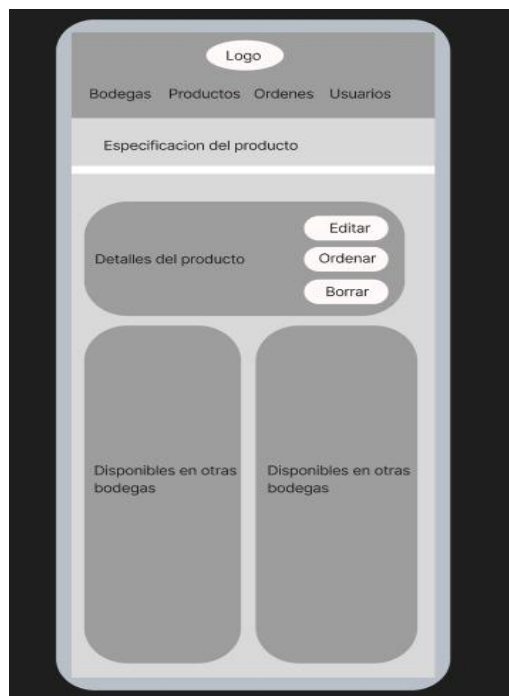 Logo
Bodegas Productos Ordenes Usuarios
Especificacion del producto
Detalles del producto
Editar
Ordenar
Borrar
Disponibles en otras
bodegas
Disponibles en otras
bodegas